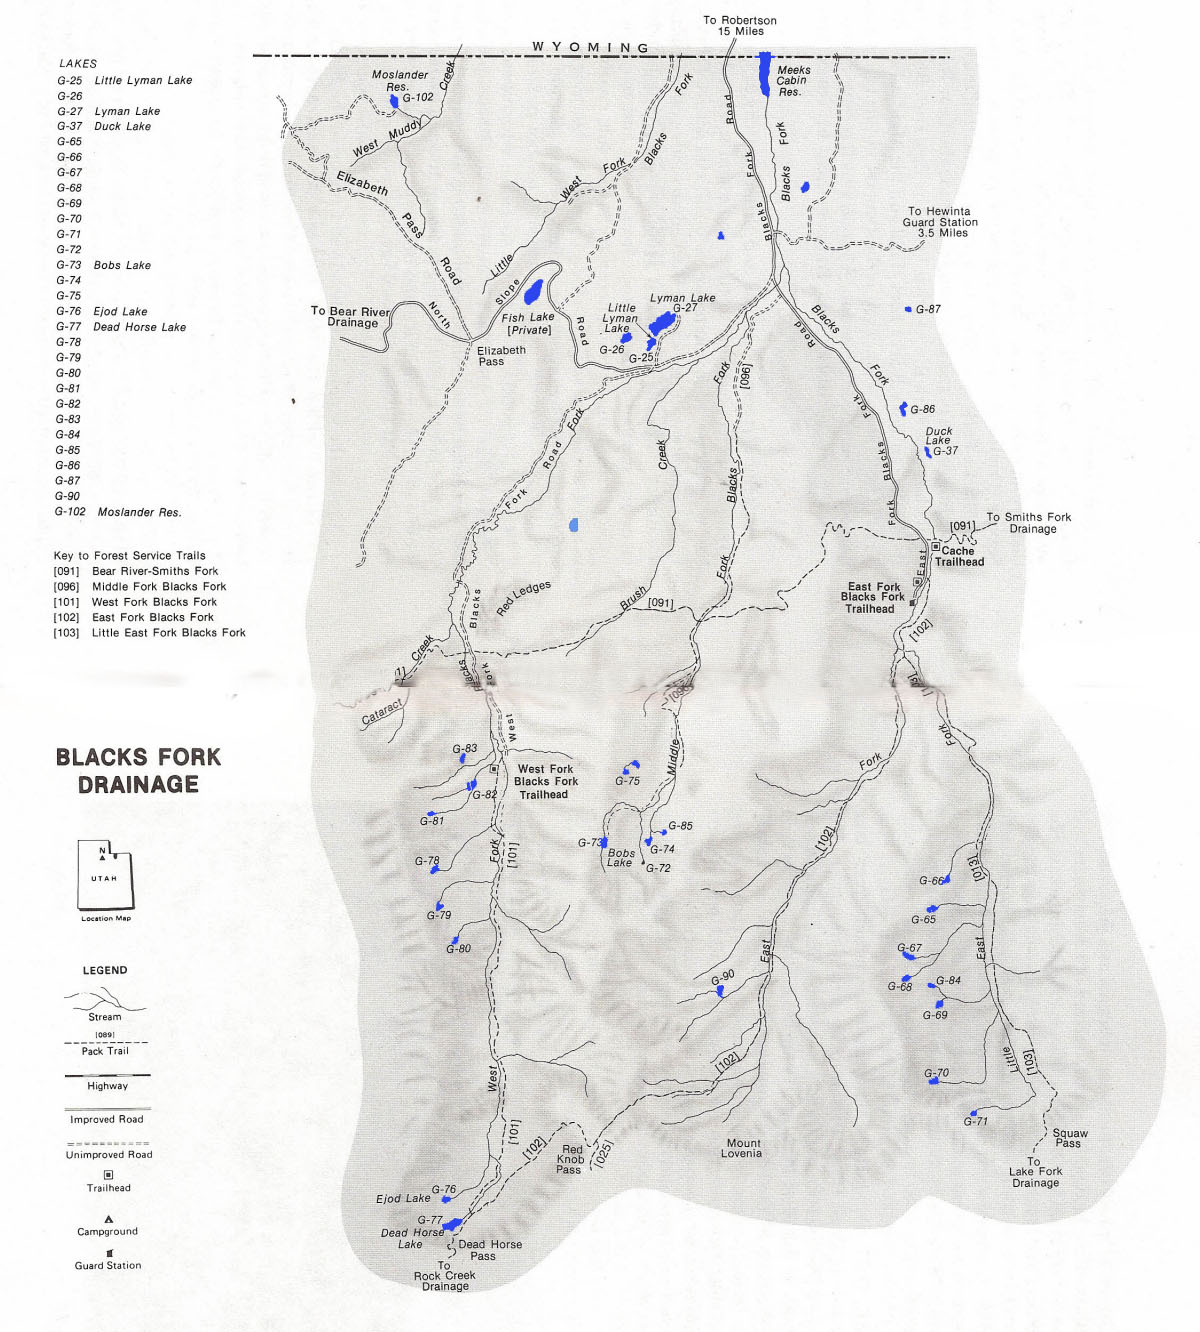 To Robertson
15 Miles
WYOMING
LAKES
G-25 Little Lyman Lake
G-26
G-27 Lyman Lake
G-37 Duck Lake
G-65
G-66
G-67
G-68
G-69
G-70
G-71
G-72
G-73 Bobs Lake
G-74
G-75
G-76 Ejod Lake
G-77 Dead Horse Lake
G-78
G-79
G-80
G-81
G-82
G-83
G-84
G-85
G-86
G-87
G-90
G-102 Moslander Res.
Key to Forest Service Trails
[091] Bear River-Smiths Fork
[096] Middle Fork Blacks Fork
[101] West Fork Blacks Fork
[102] East Fork Blacks Fork
[103] Little East Fork Blacks Fork
BLACKS FORK
DRAINAGE
N
UTAH
Location Map
LEGEND
Stream
[089]
Pack Trail
Highway
Improved Road
Unimproved Road
Trailhead
Campground
Guard Station
Moslander
Res.
G-102
West Muddy Creek
Elizabeth Pass Road
Little West Fork Blacks Fork
Meeks
Cabin
Res.
Blacks Fork Road
Blacks Fork
To Hewinta
Guard Station
3.5 Miles
To Bear River
Drainage
North Slope Road
Fish Lake
[Private]
Elizabeth
Pass
Lyman Lake
G-27
Little
Lyman
Lake
G-26
G-25
G-87
Blacks Fork
Road
G-86
Duck
Lake
G-37
[096]
Fork
Creek
Blacks
Fork
Brush
East Fork Blacks Fork
Fork Road Fork
To Smiths Fork
Drainage
[091]
Cache
Trailhead
East Fork
Blacks Fork
Trailhead
[102]
Red Ledges
[091]
Blacks
Creek
Cataract
Blacks
Fork
West
[096]
Middle
G-83
West Fork
Blacks Fork
Trailhead
G-82
G-81
G-75
G-85
G-73
Bobs
Lake
G-74
G-72
Fork
Fork
[102]
G-78
Fork
[101]
G-79
G-80
G-66
[013]
G-65
G-67
G-68
G-84
G-69
East
East
G-90
[102]
G-70
Little
[103]
G-71
West
[101]
[102]
Red
Knob
Pass
[025]
Mount
Lovenia
Squaw
Pass
To
Lake Fork
Drainage
G-76
Ejod Lake
G-77
Dead Horse
Lake
Dead Horse
Pass
To
Rock Creek
Drainage